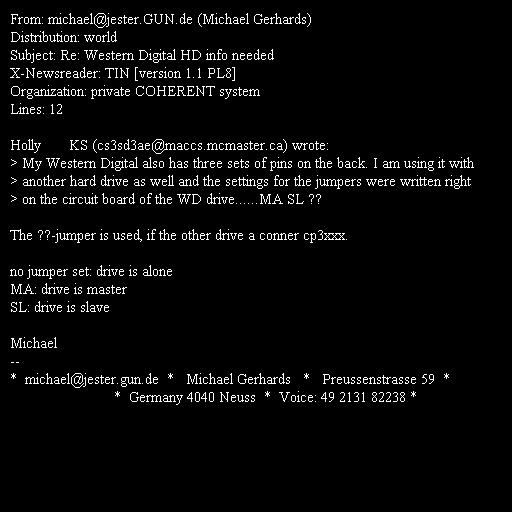 From: michael@jester.GUN.de (Michael Gerhards)
Distribution: world
Subject: Re: Western Digital HD info needed
X-Newsreader: TIN [version 1.1 PL8]
Organization: private COHERENT system
Lines: 12

Holly       KS (cs3sd3ae@maccs.mcmaster.ca) wrote:
> My Western Digital also has three sets of pins on the back. I am using it with
> another hard drive as well and the settings for the jumpers were written right
> on the circuit board of the WD drive......MA SL ??

The ??-jumper is used, if the other drive a conner cp3xxx.

no jumper set: drive is alone
MA: drive is master
SL: drive is slave

Michael
--
*  michael@jester.gun.de  *   Michael Gerhards   *   Preussenstrasse 59  *
                          *  Germany 4040 Neuss  *  Voice: 49 2131 82238 *